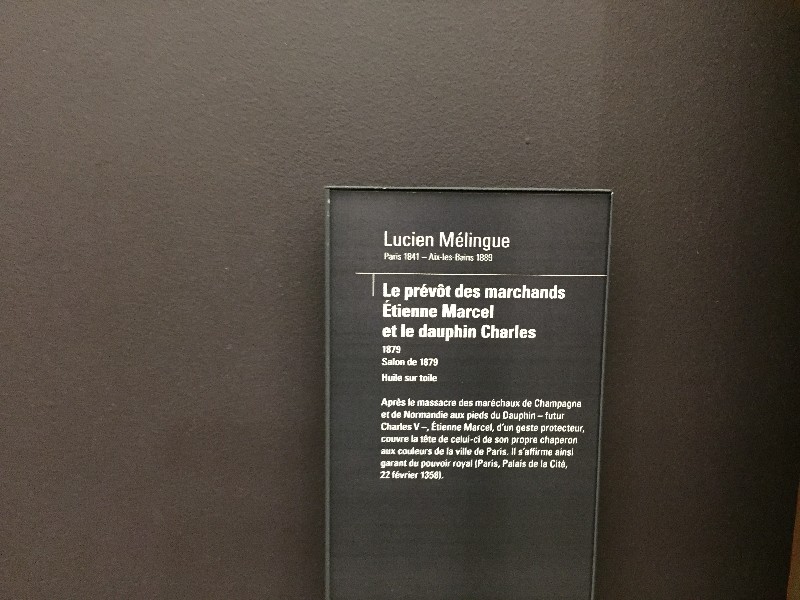 Lucien Mélingue
Paris 1841 – Aix-les-Bains 1889
Le prévôt des marchands
Étienne Marcel
et le dauphin Charles
1879
Salon de 1879
Huile sur toile
Après le massacre des maréchaux de Champagne
et de Normandie aux pieds du Dauphin – futur
Charles V –, Étienne Marcel, d'un geste protecteur,
couvre la tête de celui-ci de son propre chaperon
aux couleurs de la ville de Paris. Il s'affirme ainsi
garant du pouvoir royal (Paris, Palais de la Cité,
22 février 1358).